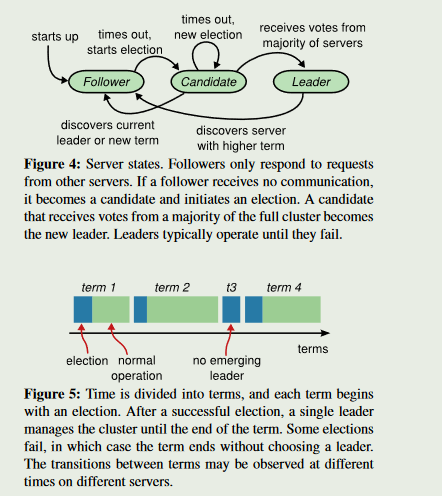 starts up
times out,
starts election
times out,
new election
receives votes from
majority of servers
Follower
Candidate
Leader
discovers current
leader or new term
discovers server
with higher term
Figure 4: Server states. Followers only respond to requests
from other servers. If a follower receives no communication,
it becomes a candidate and initiates an election. A candidate
that receives votes from a majority of the full cluster becomes
the new leader. Leaders typically operate until they fail.
term 1
term 2
t3
term 4
terms
election
normal
operation
no emerging
leader
Figure 5: Time is divided into terms, and each term begins
with an election. After a successful election, a single leader
manages the cluster until the end of the term. Some elections
fail, in which case the term ends without choosing a leader.
The transitions between terms may be observed at different
times on different servers.